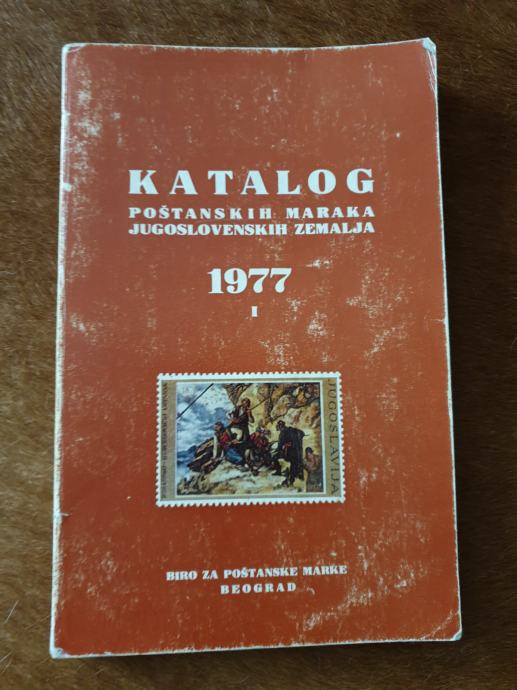 KATALOG
POŠTANSKIH MARAKA
JUGOSLOVENSKIH ZEMALJA
1977
I
JUGOSLAVIJA
BIRO ZA POŠTANSKE MARKE
BEOGRAD